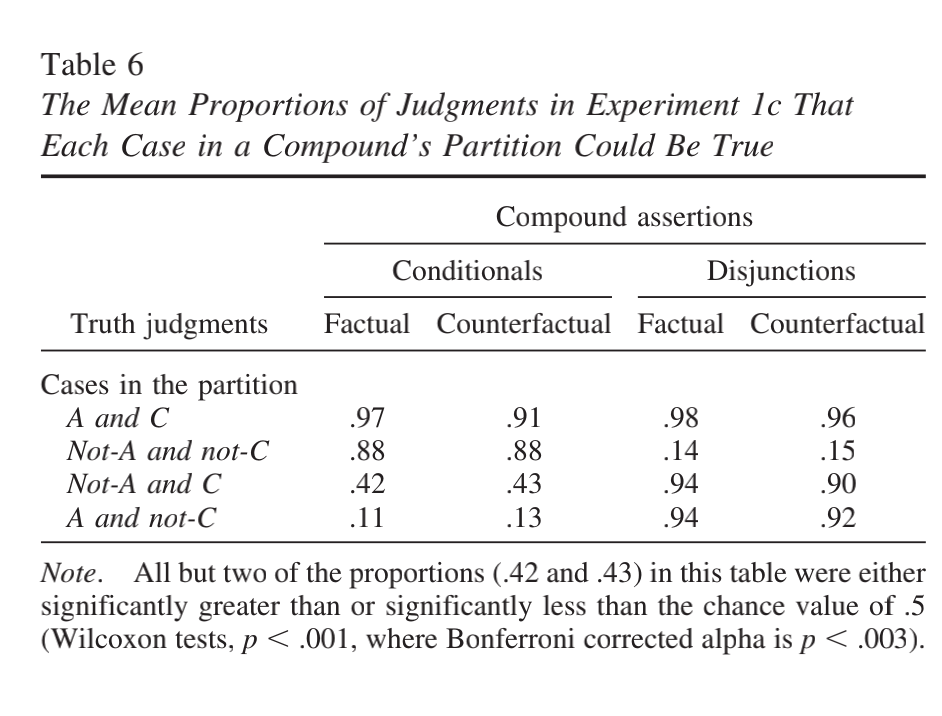 Table 6
The Mean Proportions of Judgments in Experiment 1c That
Each Case in a Compound's Partition Could Be True
Compound assertions
Conditionals Disjunctions
Truth judgments Factual Counterfactual Factual Counterfactual
Cases in the partition
A and C .97 .91 .98 .96
Not-A and not-C .88 .88 .14 .15
Not-A and C .42 .43 .94 .90
A and not-C .11 .13 .94 .92
Note. All but two of the proportions (.42 and .43) in this table were either
significantly greater than or significantly less than the chance value of .5
(Wilcoxon tests, p < .001, where Bonferroni corrected alpha is p < .003).